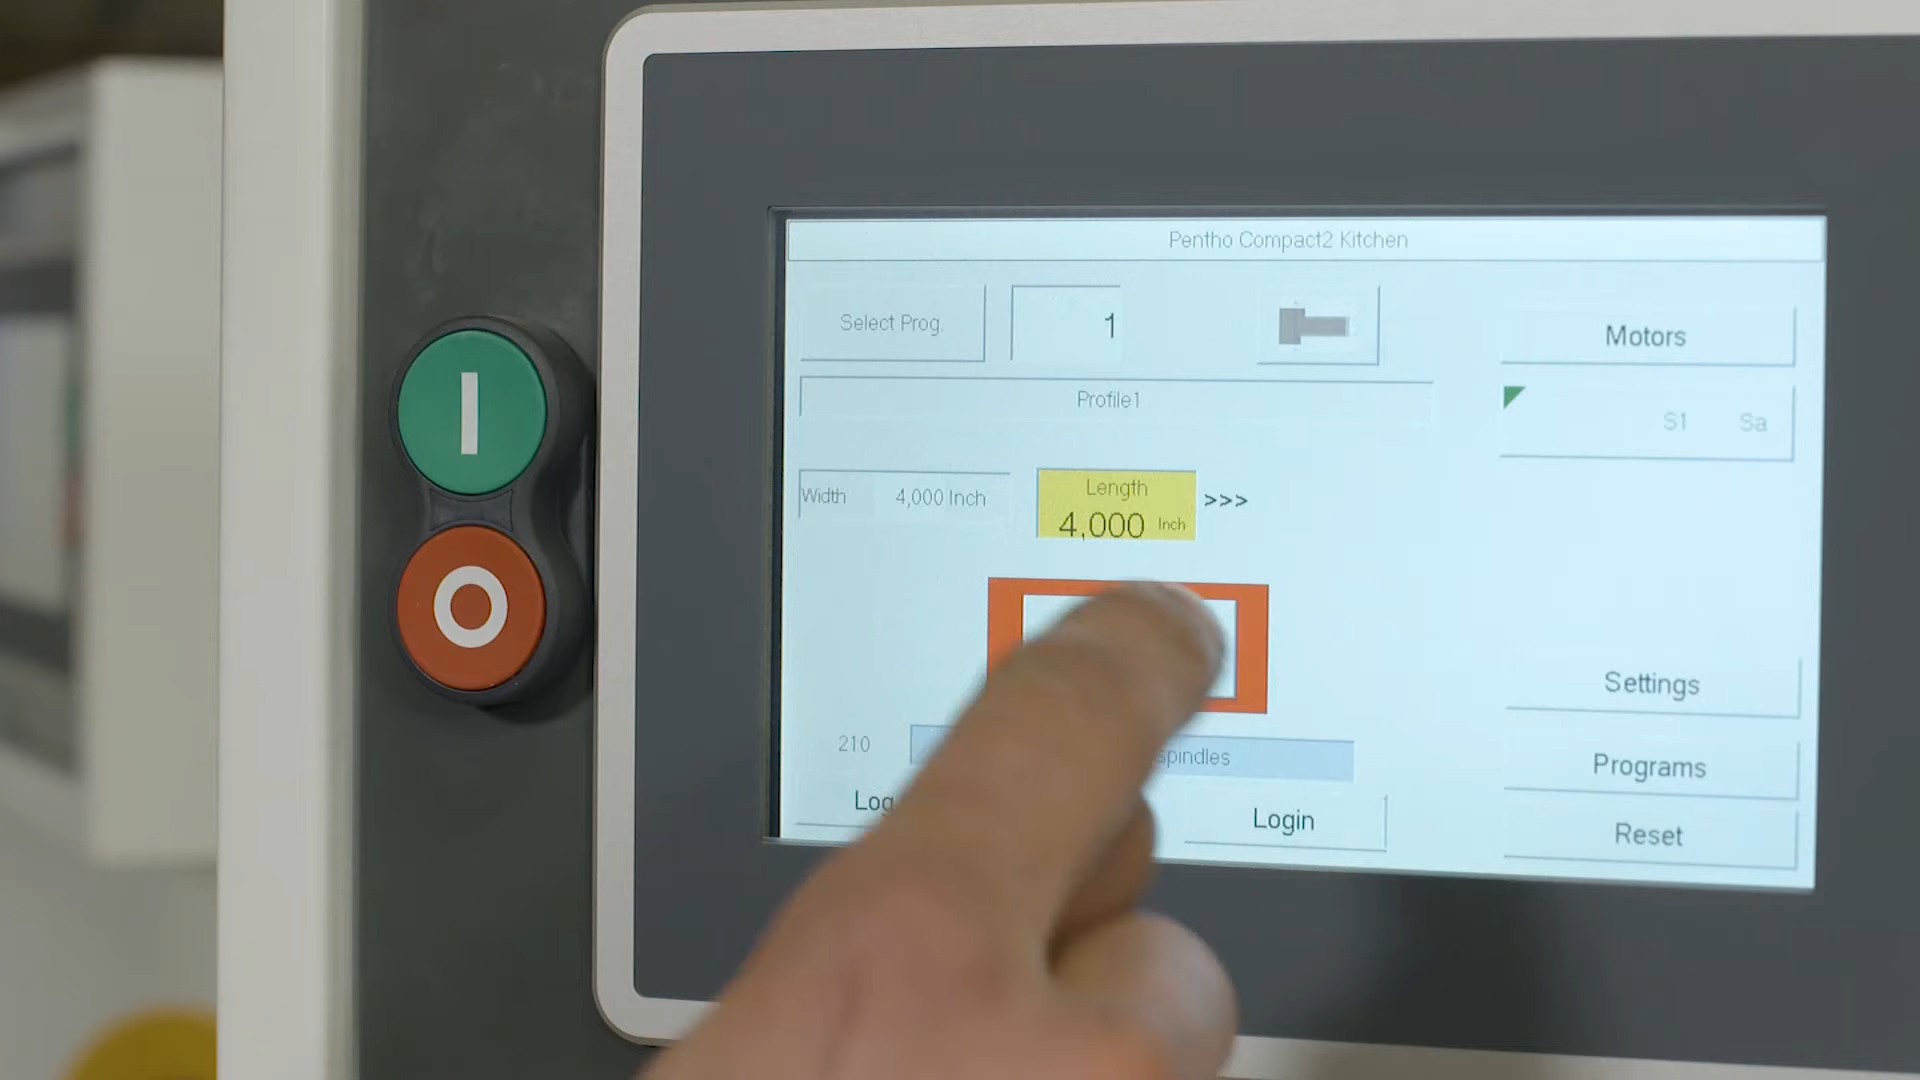 Pentho Compact2 Kitchen
Select Prog. 1 Motors
Profile1 S1 Sa
Width 4,000 Inch Length >>>
4,000 Inch
Settings
210 spindles Programs
Login Reset